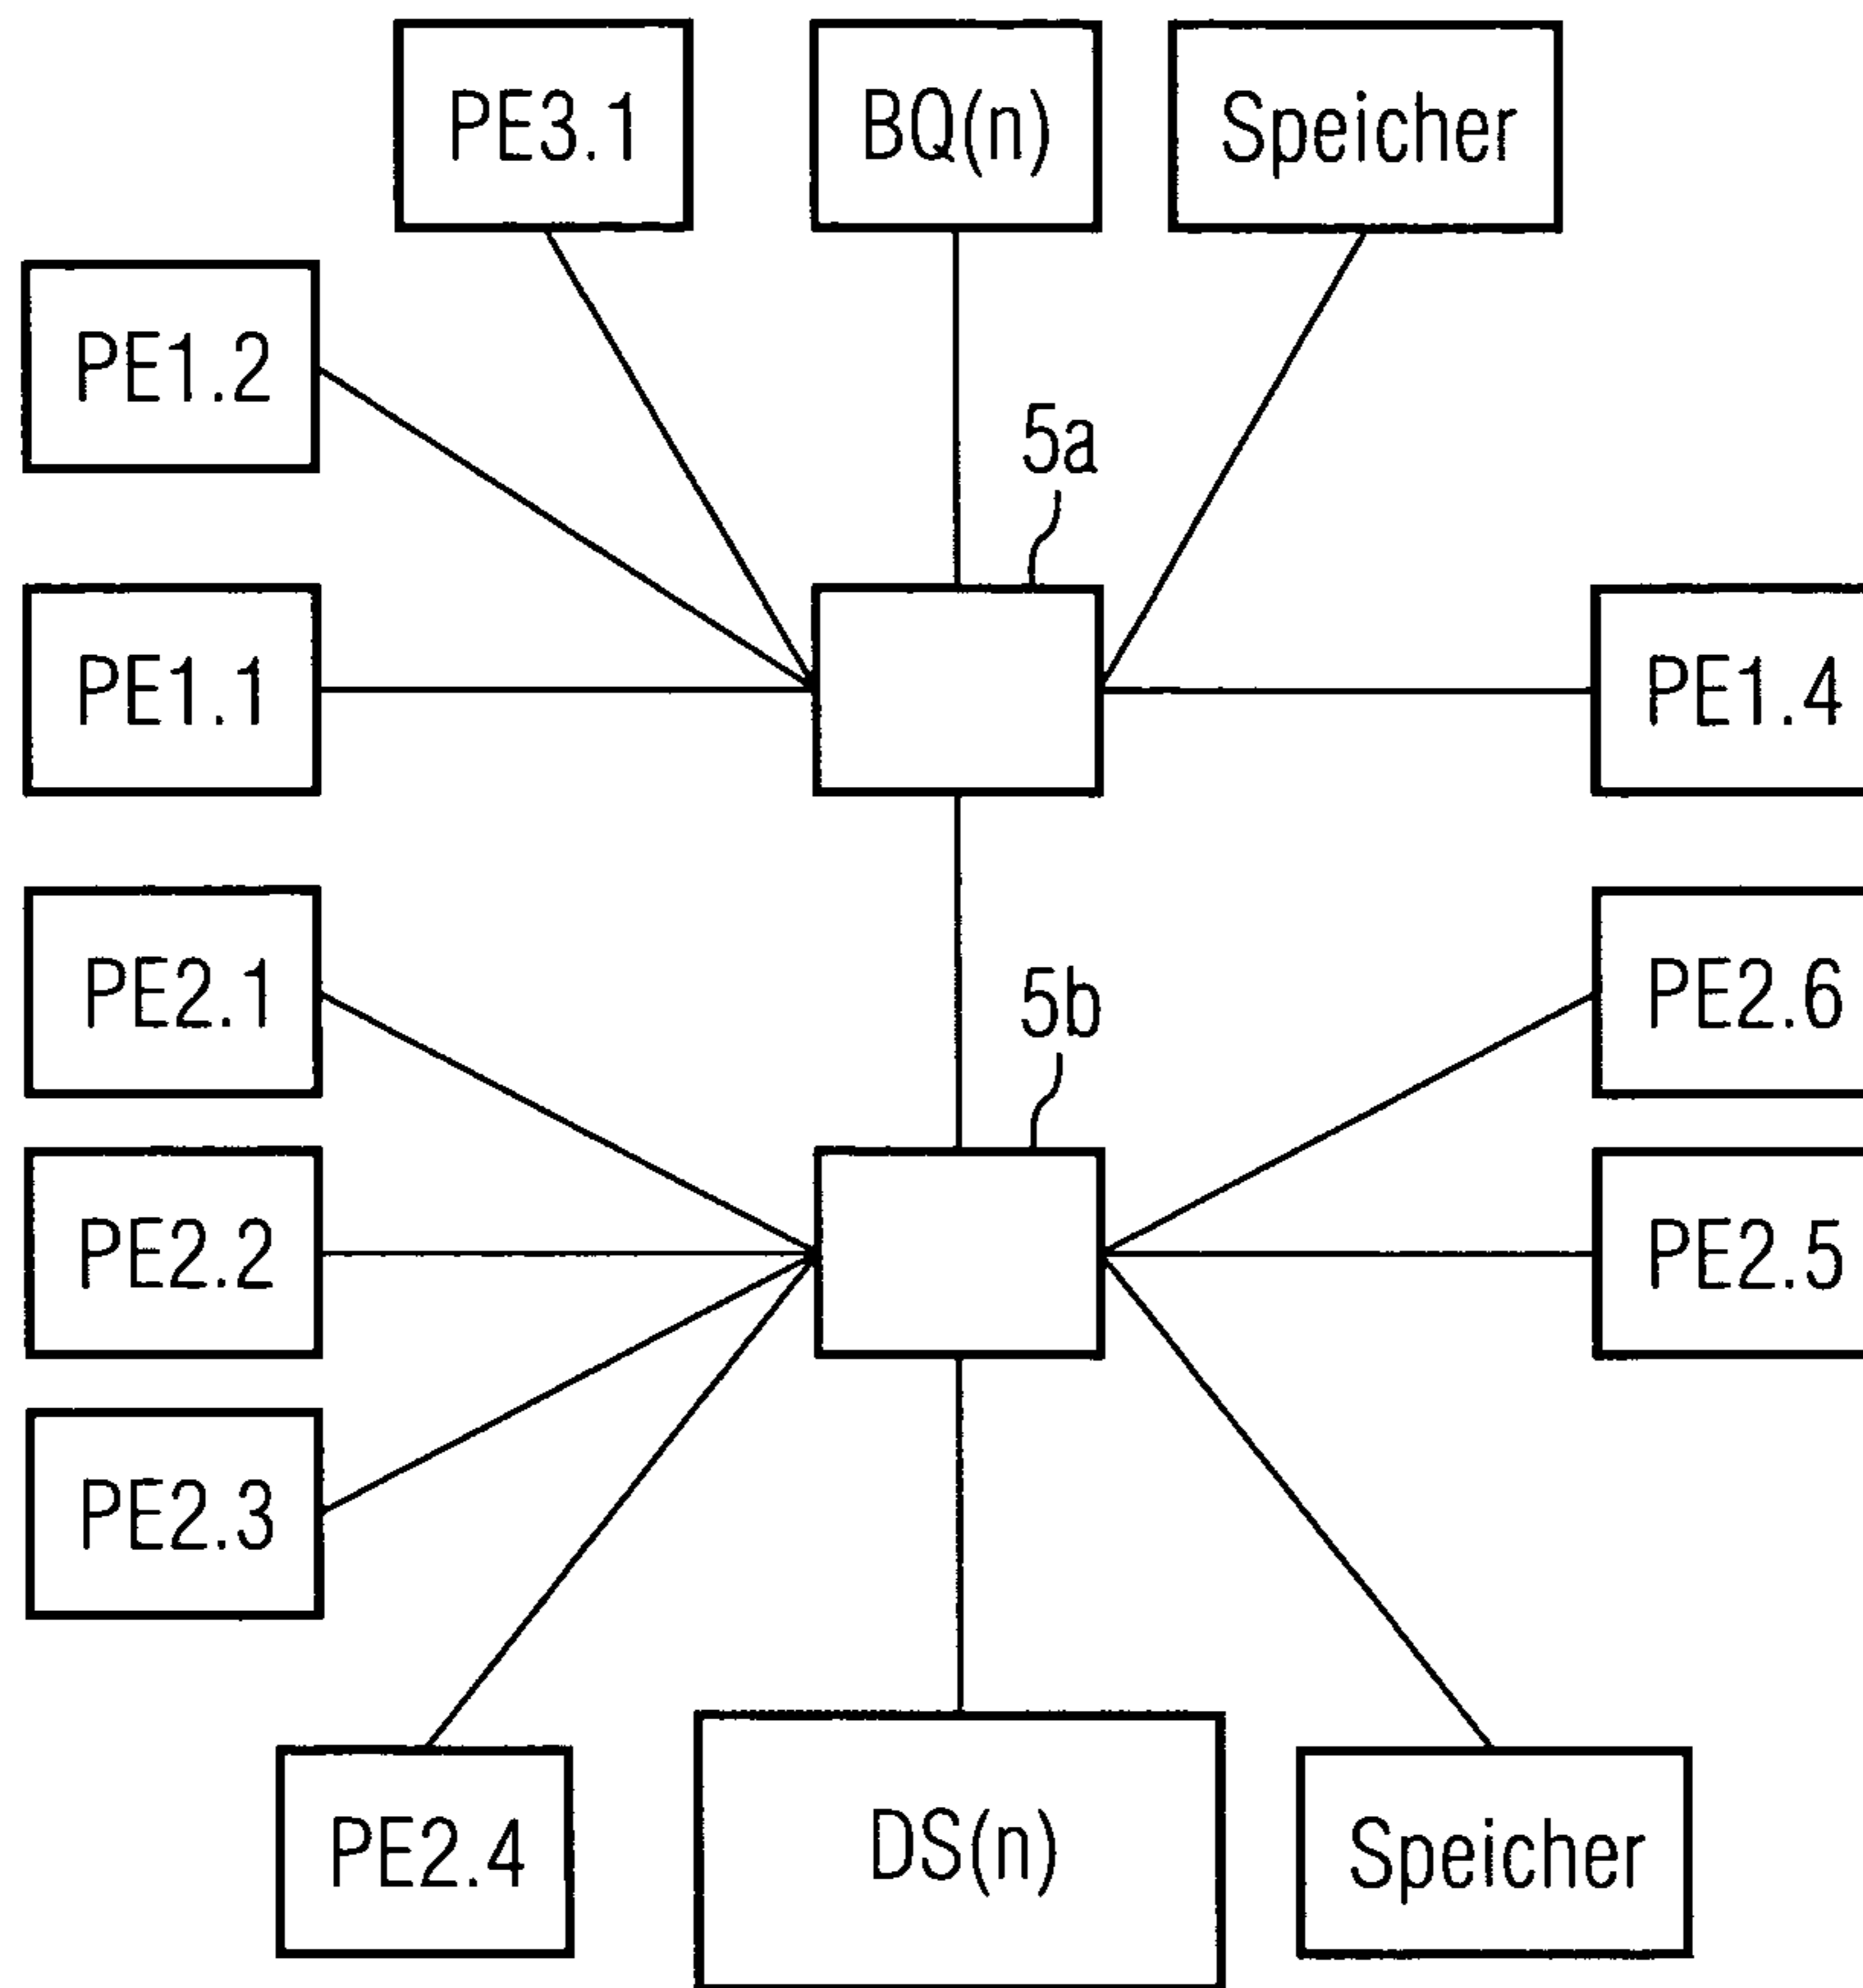 PE3.1
BQ(n)
Speicher
PE1.2
5a
PE1.1
PE1.4
PE2.1
5b
PE2.6
PE2.2
PE2.5
PE2.3
PE2.4
DS(n)
Speicher